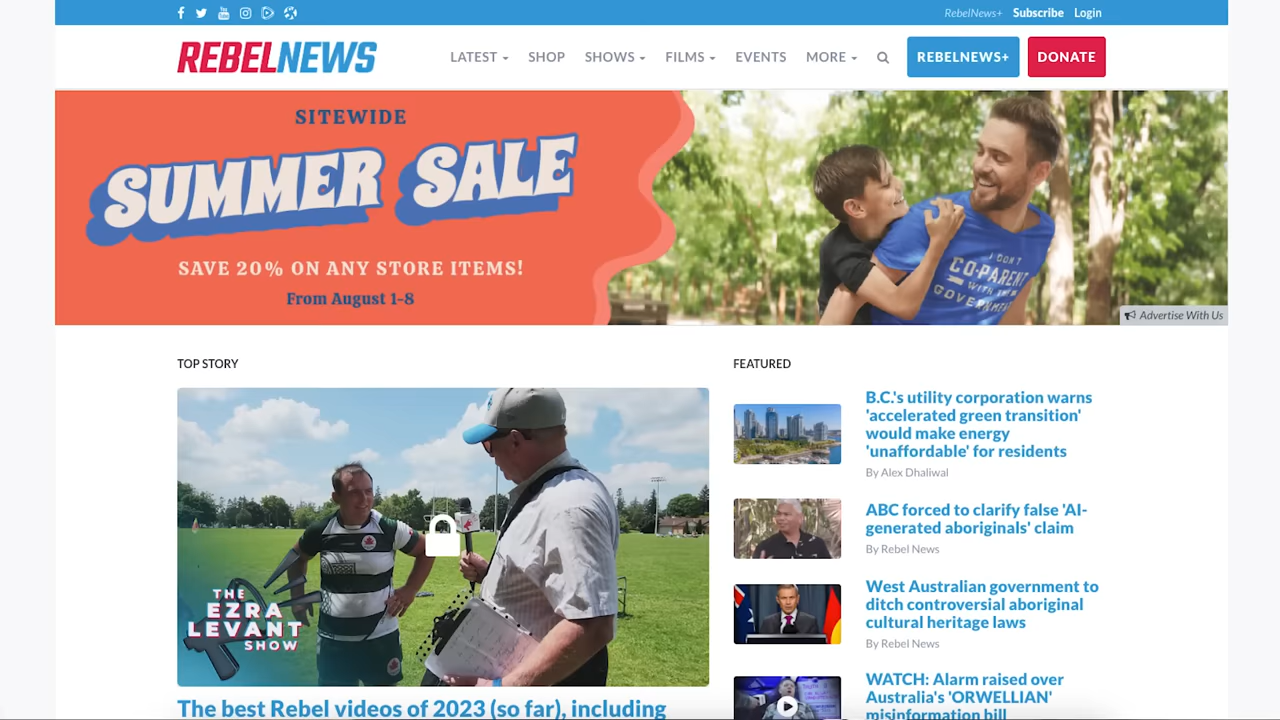 RebelNews+ Subscribe Login
REBELNEWS
LATEST SHOP SHOWS FILMS EVENTS MORE REBELNEWS+ DONATE
SITEWIDE
SUMMER SALE
SAVE 20% ON ANY STORE ITEMS!
From August 1-8
I DON'T
CO-PARENT
WITH THE
GOVERNMENT
Advertise With Us
TOP STORY
THE
EZRA
LEVANT
SHOW
The best Rebel videos of 2023 (so far), including
FEATURED
B.C.'s utility corporation warns
'accelerated green transition'
would make energy
'unaffordable' for residents
By Alex Dhaliwal
ABC forced to clarify false 'AI-
generated aboriginals' claim
By Rebel News
West Australian government to
ditch controversial aboriginal
cultural heritage laws
By Rebel News
WATCH: Alarm raised over
Australia's 'ORWELLIAN'
misinformation bill